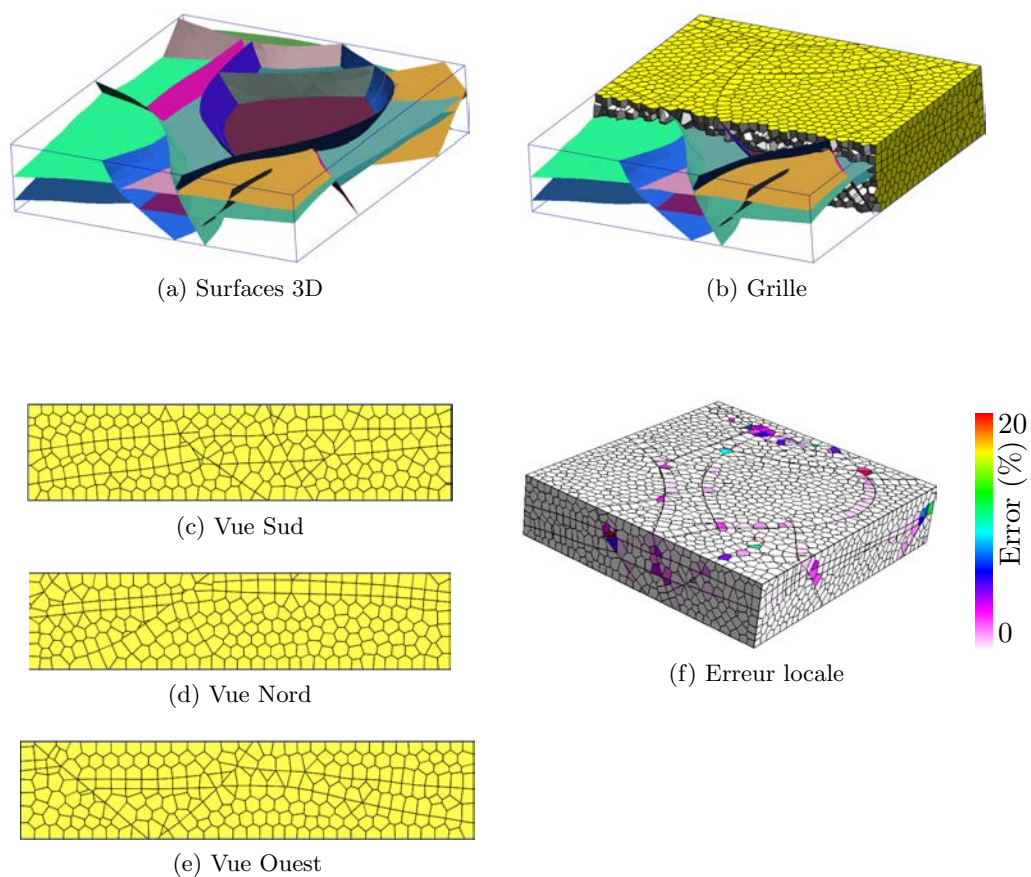 (a) Surfaces 3D
(b) Grille
(c) Vue Sud
(d) Vue Nord
(e) Vue Ouest
20
Error (%)
0
(f) Erreur locale